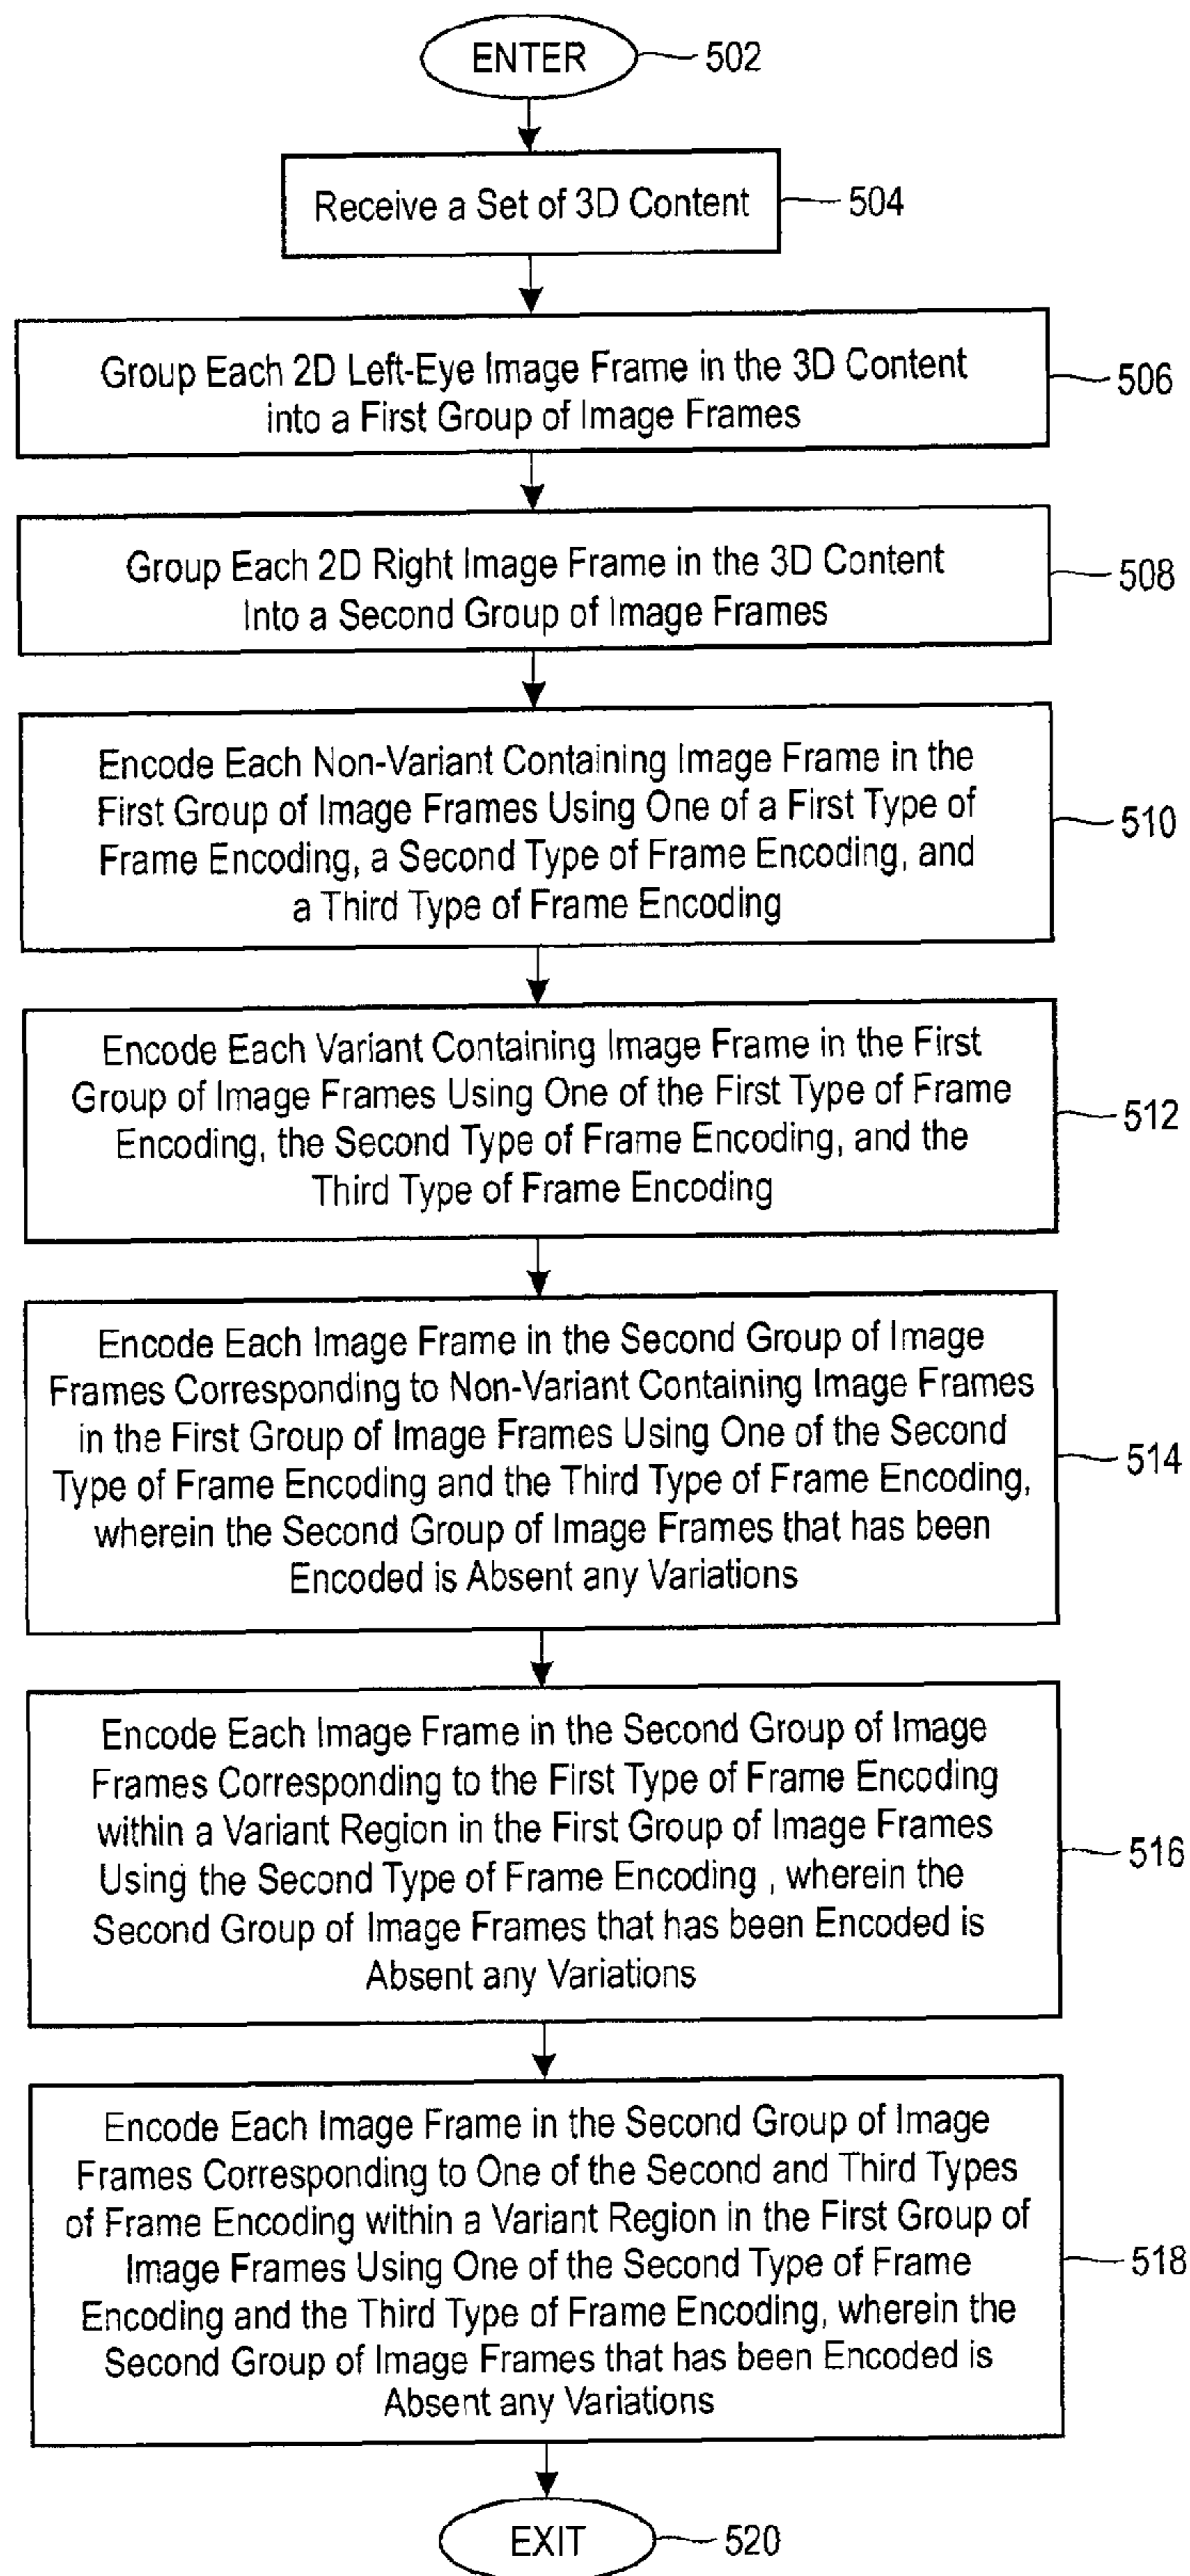 ENTER
502
Receive a Set of 3D Content
504
Group Each 2D Left-Eye Image Frame in the 3D Content
into a First Group of Image Frames
506
Group Each 2D Right Image Frame in the 3D Content
Into a Second Group of Image Frames
508
Encode Each Non-Variant Containing Image Frame in the
First Group of Image Frames Using One of a First Type of
Frame Encoding, a Second Type of Frame Encoding, and
a Third Type of Frame Encoding
510
Encode Each Variant Containing Image Frame in the First
Group of Image Frames Using One of the First Type of Frame
Encoding, the Second Type of Frame Encoding, and the
Third Type of Frame Encoding
512
Encode Each Image Frame in the Second Group of Image
Frames Corresponding to Non-Variant Containing Image Frames
in the First Group of Image Frames Using One of the Second
Type of Frame Encoding and the Third Type of Frame Encoding,
wherein the Second Group of Image Frames that has been
Encoded is Absent any Variations
514
Encode Each Image Frame in the Second Group of Image
Frames Corresponding to the First Type of Frame Encoding
within a Variant Region in the First Group of Image Frames
Using the Second Type of Frame Encoding , wherein the
Second Group of Image Frames that has been Encoded is
Absent any Variations
516
Encode Each Image Frame in the Second Group of Image
Frames Corresponding to One of the Second and Third Types
of Frame Encoding within a Variant Region in the First Group of
Image Frames Using One of the Second Type of Frame
Encoding and the Third Type of Frame Encoding, wherein the
Second Group of Image Frames that has been Encoded is
Absent any Variations
518
EXIT
520